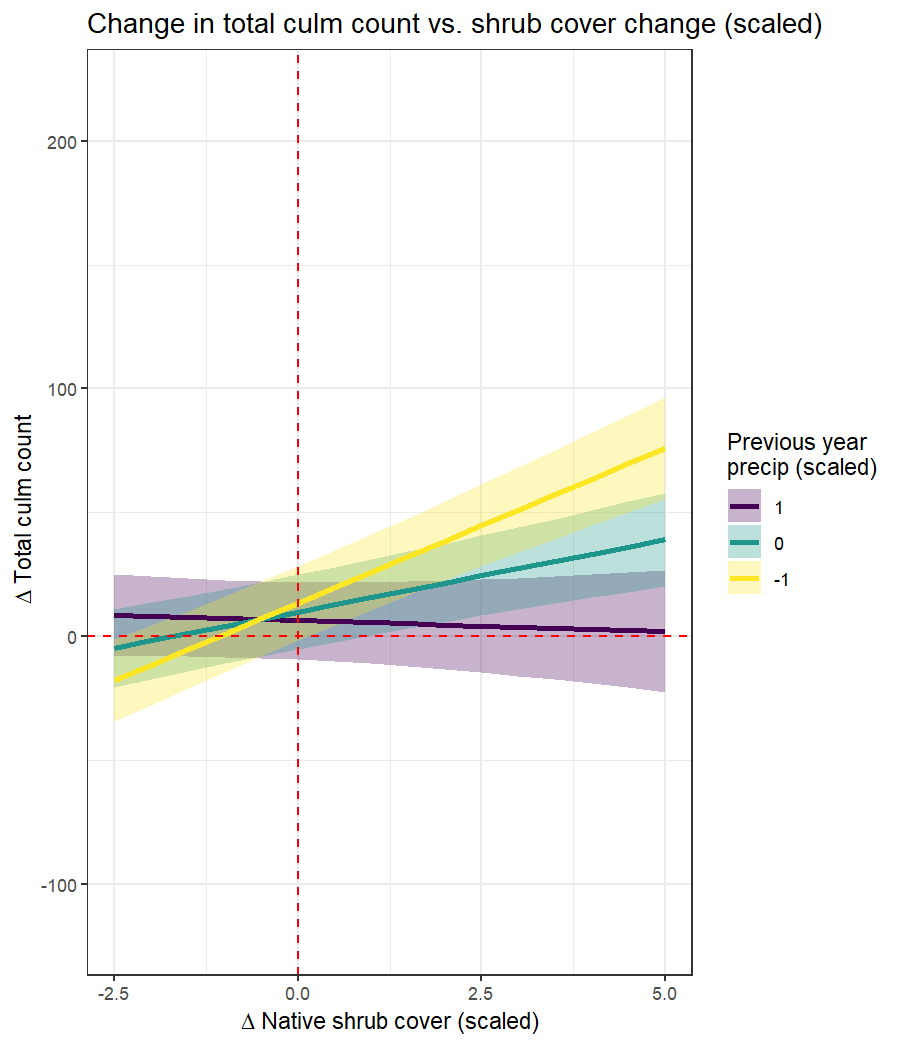 Change in total culm count vs. shrub cover change (scaled)
200
100
0
-100
Δ Total culm count
-2.5
0.0
2.5
5.0
Δ Native shrub cover (scaled)
Previous year
precip (scaled)
1
0
-1